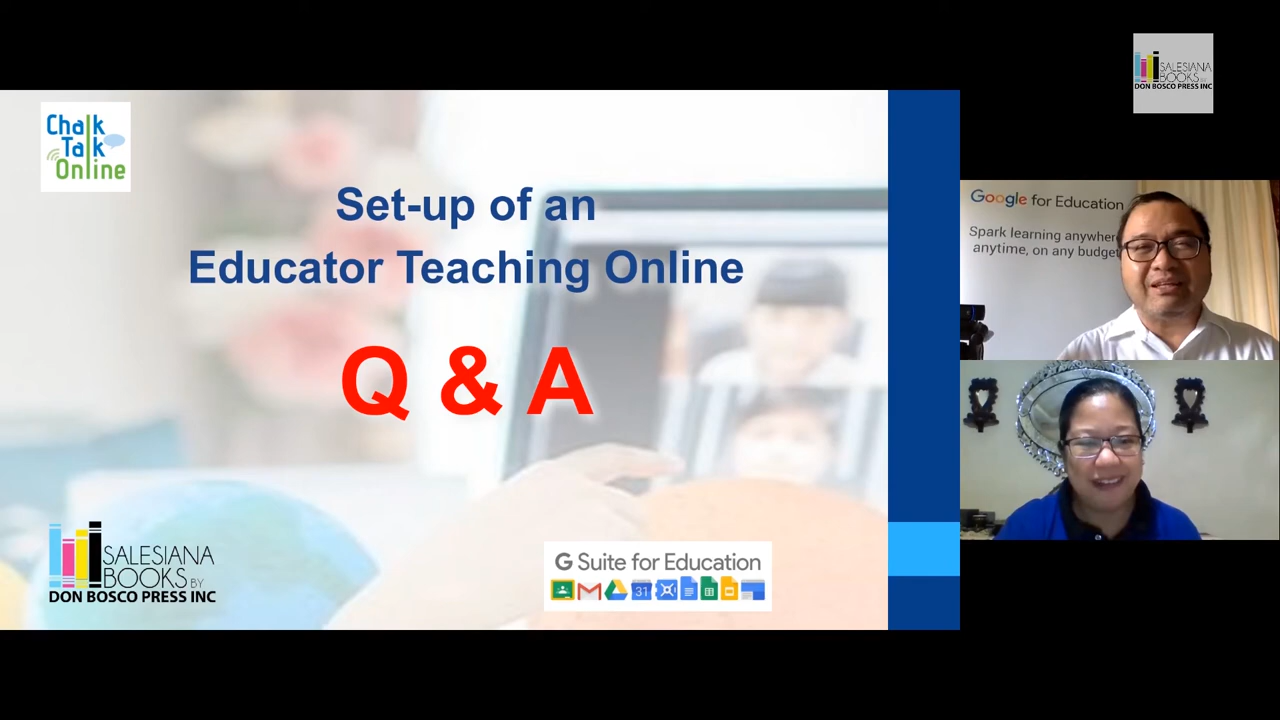 Chalk
Talk
Online
Set-up of an
Educator Teaching Online
Q & A
SALESIANA
BOOKS BY
DON BOSCO PRESS INC
G Suite for Education
31
SALESIANA
BOOKS BY
DON BOSCO PRESS INC
Google for Education
Spark learning anywher
anytime, on any budget